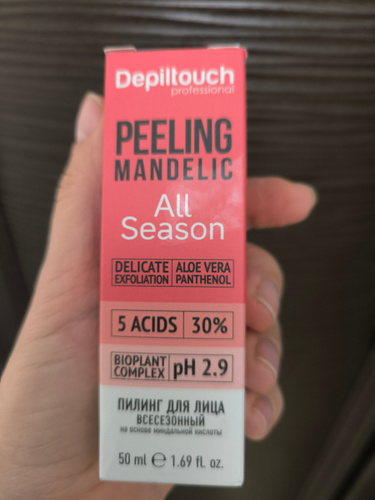 Depiltouch
professional
PEELING
MANDELIC
All
Season
DELICATE EXFOLIATION ALOE VERA PANTHENOL
5 ACIDS 30%
BIOPLANT COMPLEX pH 2.9
ПИЛИНГ ДЛЯ ЛИЦА
ВСЕСЕЗОННЫЙ
на основе миндальной кислоты
50 ml ℮ 1.69 fl. oz.